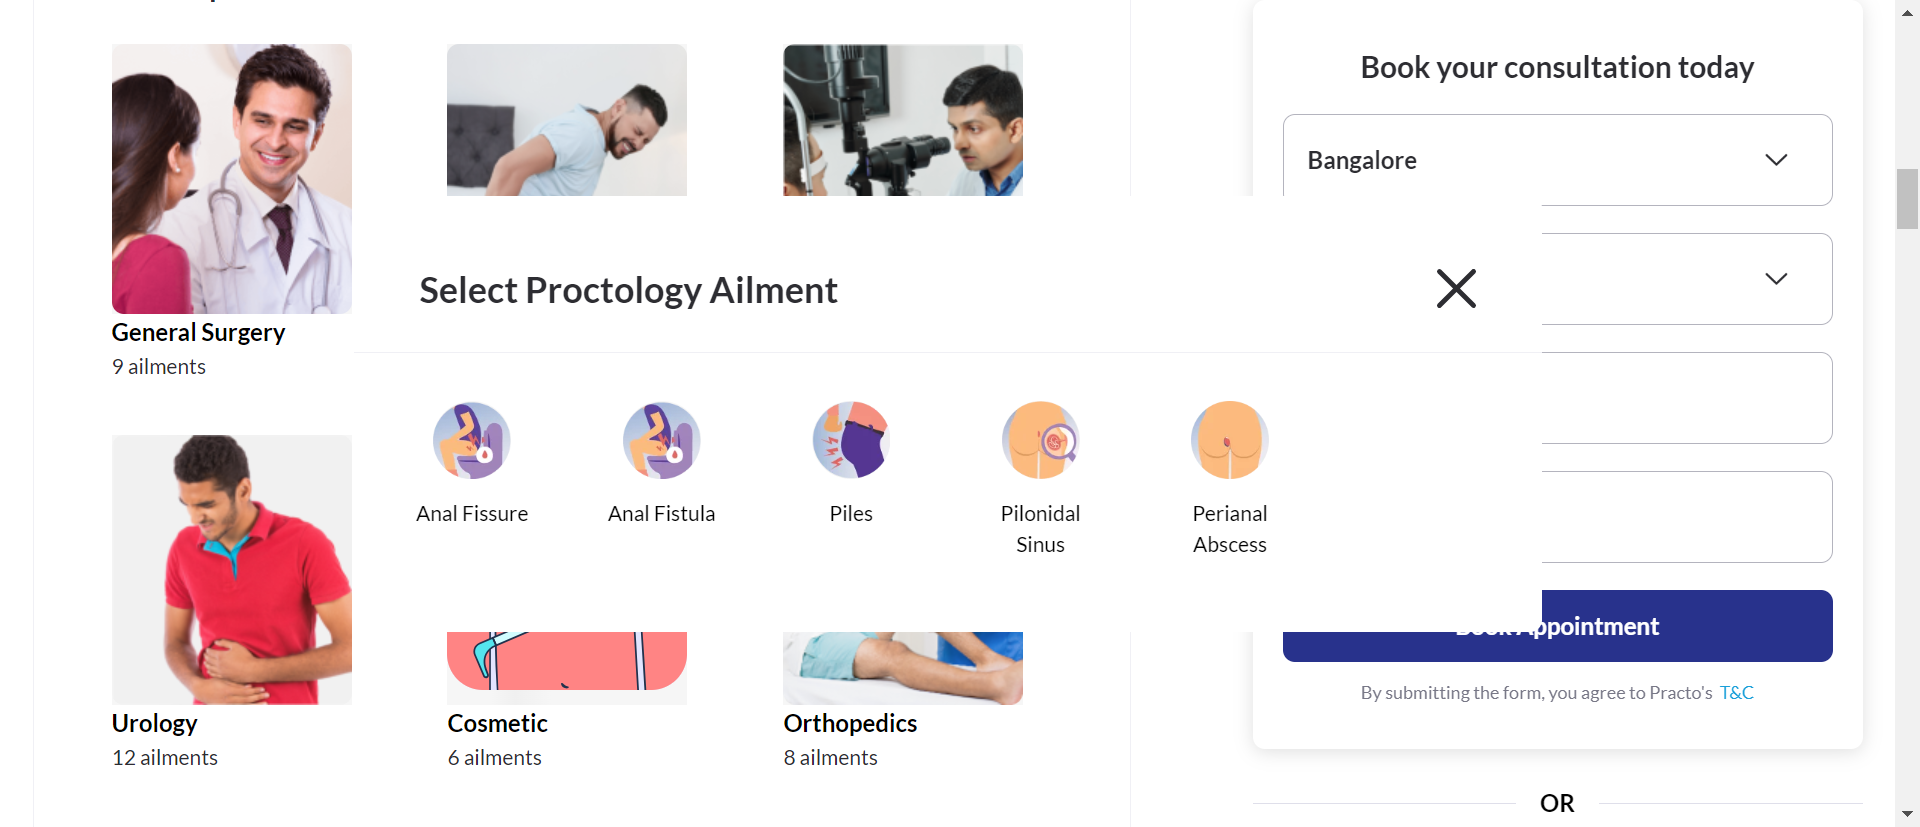 Book your consultation today
Bangalore
Select Proctology Ailment
General Surgery
9 ailments
Anal Fissure
Anal Fistula
Piles
Pilonidal
Sinus
Perianal
Abscess
Book Appointment
By submitting the form, you agree to Practo's T&C
Urology
12 ailments
Cosmetic
6 ailments
Orthopedics
8 ailments
OR